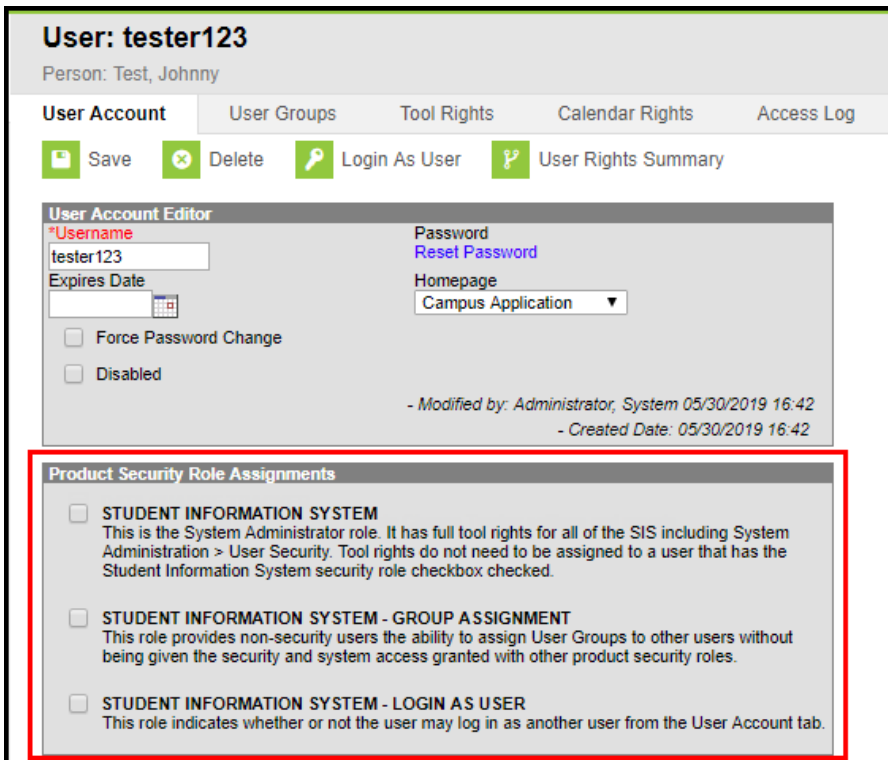 User: tester123
Person: Test, Johnny
User Account User Groups Tool Rights Calendar Rights Access Log
Save Delete Login As User User Rights Summary
User Account Editor
*Username Password
tester123 Reset Password
Expires Date Homepage
Campus Application
Force Password Change
Disabled
- Modified by: Administrator, System 05/30/2019 16:42
- Created Date: 05/30/2019 16:42
Product Security Role Assignments
STUDENT INFORMATION SYSTEM
This is the System Administrator role. It has full tool rights for all of the SIS including System
Administration > User Security. Tool rights do not need to be assigned to a user that has the
Student Information System security role checkbox checked.
STUDENT INFORMATION SYSTEM - GROUP ASSIGNMENT
This role provides non-security users the ability to assign User Groups to other users without
being given the security and system access granted with other product security roles.
STUDENT INFORMATION SYSTEM - LOGIN AS USER
This role indicates whether or not the user may log in as another user from the User Account tab.